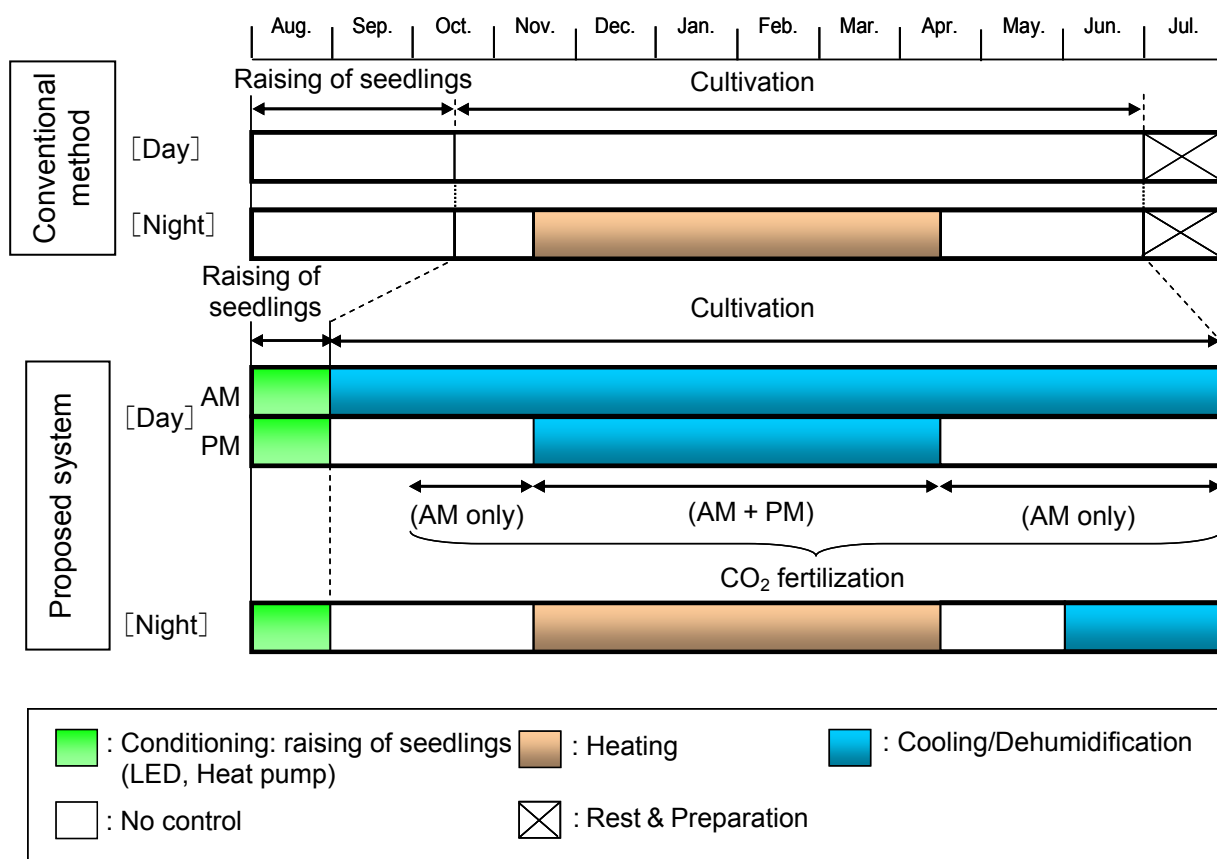 Aug. Sep. Oct. Nov. Dec. Jan. Feb. Mar. Apr. May. Jun. Jul.
Raising of seedlings
Cultivation
Conventional
method
［Day］
［Night］
Raising of
seedlings
Cultivation
Proposed system
［Day］
AM
PM
(AM only)
(AM + PM)
(AM only)
CO₂ fertilization
［Night］
: Conditioning: raising of seedlings
(LED, Heat pump)
: Heating
: Cooling/Dehumidification
: No control
: Rest & Preparation